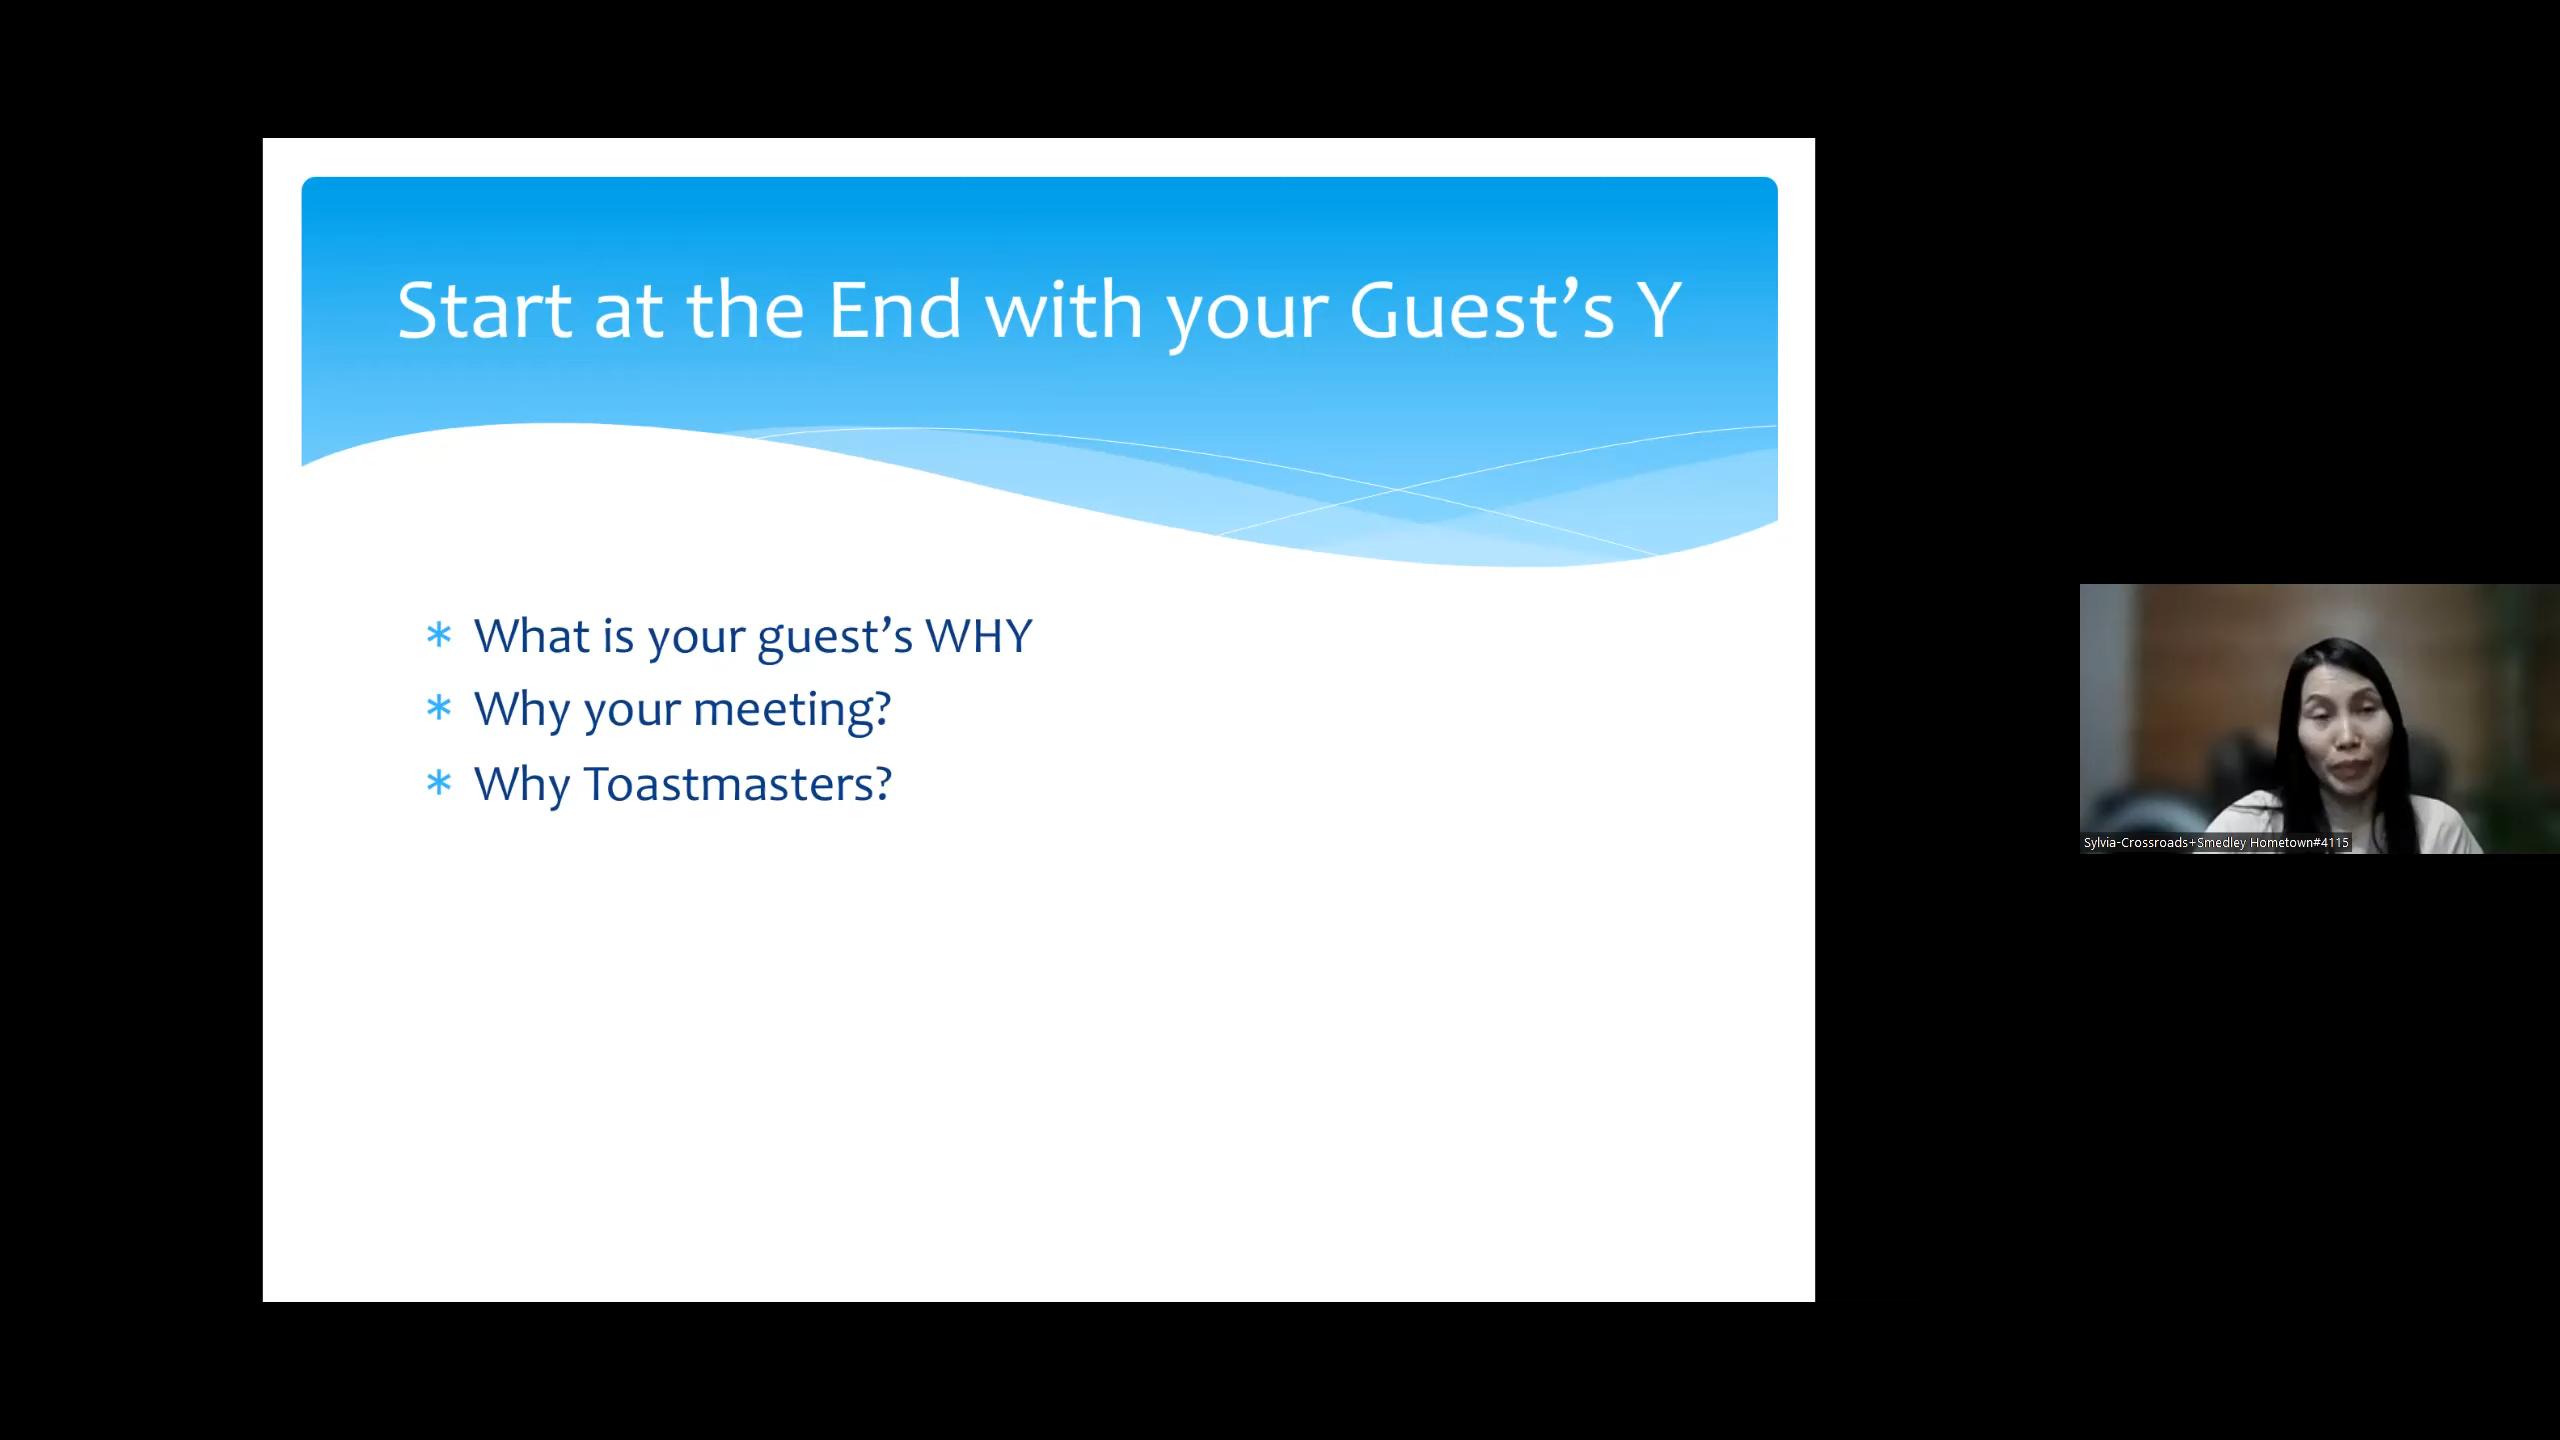 Start at the End with your Guest’s Y
* What is your guest’s WHY
* Why your meeting?
* Why Toastmasters?
Sylvia-Crossroads+Smedley Hometown#4115